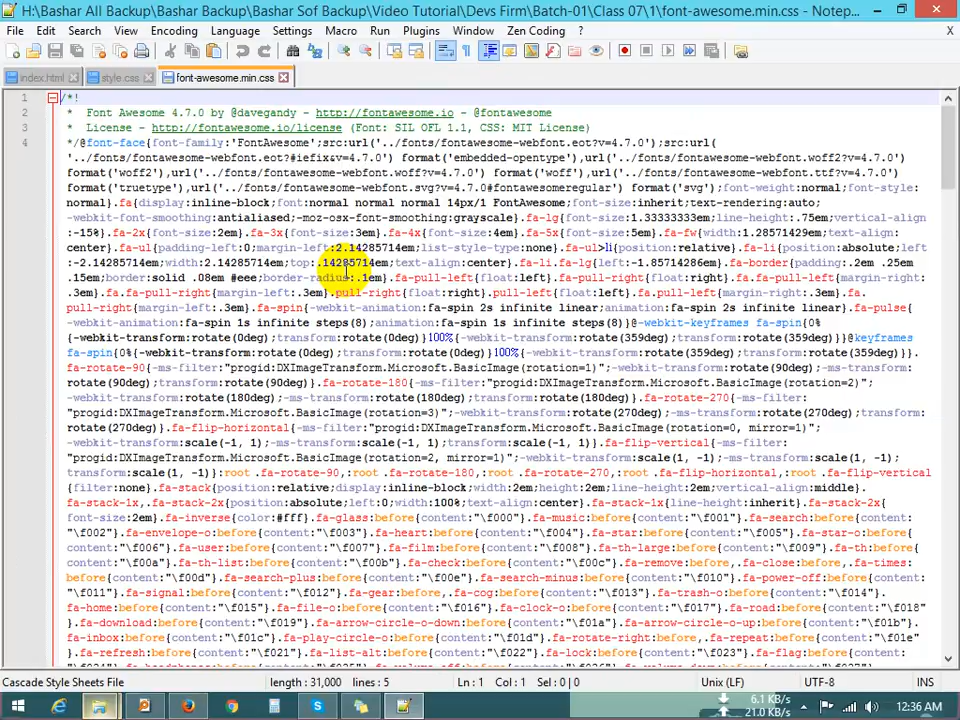 H:\Bashar All Backup\Bashar Sof Backup\Video Tutorial\Devs Firm\Batch-01\Class 07\1\font-awesome.min.css - Notep...
File Edit Search View Encoding Language Settings Macro Run Plugins Window Zen Coding ? X
index.html style.css font-awesome.min.css
1 /*!
2 * Font Awesome 4.7.0 by @davegandy - http://fontawesome.io - @fontawesome
3 * License - http://fontawesome.io/license (Font: SIL OFL 1.1, CSS: MIT License)
4 */@font-face{font-family:'FontAwesome';src:url('../fonts/fontawesome-webfont.eot?v=4.7.0');src:url(
'../fonts/fontawesome-webfont.eot?#iefix&v=4.7.0') format('embedded-opentype'),url('../fonts/fontawesome-webfont.woff2?v=4.7.0')
format('woff2'),url('../fonts/fontawesome-webfont.woff?v=4.7.0') format('woff'),url('../fonts/fontawesome-webfont.ttf?v=4.7.0')
format('truetype'),url('../fonts/fontawesome-webfont.svg?v=4.7.0#fontawesomeregular') format('svg');font-weight:normal;font-style:
normal}.fa{display:inline-block;font:normal normal normal 14px/1 FontAwesome;font-size:inherit;text-rendering:auto;
-webkit-font-smoothing:antialiased;-moz-osx-font-smoothing:grayscale}.fa-lg{font-size:1.33333333em;line-height:.75em;vertical-align
:-15%}.fa-2x{font-size:2em}.fa-3x{font-size:3em}.fa-4x{font-size:4em}.fa-5x{font-size:5em}.fa-fw{width:1.28571429em;text-align:
center}.fa-ul{padding-left:0;margin-left:2.14285714em;list-style-type:none}.fa-ul>li{position:relative}.fa-li{position:absolute;left
:-2.14285714em;width:2.14285714em;top:.14285714em;text-align:center}.fa-li.fa-lg{left:-1.85714286em}.fa-border{padding:.2em .25em
.15em;border:solid .08em #eee;border-radius:.1em}.fa-pull-left{float:left}.fa-pull-right{float:right}.fa.fa-pull-left{margin-right:
.3em}.fa.fa-pull-right{margin-left:.3em}.pull-right{float:right}.pull-left{float:left}.fa.pull-left{margin-right:.3em}.fa.
pull-right{margin-left:.3em}.fa-spin{-webkit-animation:fa-spin 2s infinite linear;animation:fa-spin 2s infinite linear}.fa-pulse{
-webkit-animation:fa-spin 1s infinite steps(8);animation:fa-spin 1s infinite steps(8)}@-webkit-keyframes fa-spin{0%
{-webkit-transform:rotate(0deg);transform:rotate(0deg)}100%{-webkit-transform:rotate(359deg);transform:rotate(359deg)}}@keyframes
fa-spin{0%{-webkit-transform:rotate(0deg);transform:rotate(0deg)}100%{-webkit-transform:rotate(359deg);transform:rotate(359deg)}}.
fa-rotate-90{-ms-filter:"progid:DXImageTransform.Microsoft.BasicImage(rotation=1)";-webkit-transform:rotate(90deg);-ms-transform:
rotate(90deg);transform:rotate(90deg)}.fa-rotate-180{-ms-filter:"progid:DXImageTransform.Microsoft.BasicImage(rotation=2)";
-webkit-transform:rotate(180deg);-ms-transform:rotate(180deg);transform:rotate(180deg)}.fa-rotate-270{-ms-filter:
"progid:DXImageTransform.Microsoft.BasicImage(rotation=3)";-webkit-transform:rotate(270deg);-ms-transform:rotate(270deg);transform:
rotate(270deg)}.fa-flip-horizontal{-ms-filter:"progid:DXImageTransform.Microsoft.BasicImage(rotation=0, mirror=1)";
-webkit-transform:scale(-1, 1);-ms-transform:scale(-1, 1);transform:scale(-1, 1)}.fa-flip-vertical{-ms-filter:
"progid:DXImageTransform.Microsoft.BasicImage(rotation=2, mirror=1)";-webkit-transform:scale(1, -1);-ms-transform:scale(1, -1);
transform:scale(1, -1)}:root .fa-rotate-90,:root .fa-rotate-180,:root .fa-rotate-270,:root .fa-flip-horizontal,:root .fa-flip-vertical
{filter:none}.fa-stack{position:relative;display:inline-block;width:2em;height:2em;line-height:2em;vertical-align:middle}.
fa-stack-1x,.fa-stack-2x{position:absolute;left:0;width:100%;text-align:center}.fa-stack-1x{line-height:inherit}.fa-stack-2x{
font-size:2em}.fa-inverse{color:#fff}.fa-glass:before{content:"\f000"}.fa-music:before{content:"\f001"}.fa-search:before{content:
"\f002"}.fa-envelope-o:before{content:"\f003"}.fa-heart:before{content:"\f004"}.fa-star:before{content:"\f005"}.fa-star-o:before{
content:"\f006"}.fa-user:before{content:"\f007"}.fa-film:before{content:"\f008"}.fa-th-large:before{content:"\f009"}.fa-th:before{
content:"\f00a"}.fa-th-list:before{content:"\f00b"}.fa-check:before{content:"\f00c"}.fa-remove:before,.fa-close:before,.fa-times:
before{content:"\f00d"}.fa-search-plus:before{content:"\f00e"}.fa-search-minus:before{content:"\f010"}.fa-power-off:before{content:
"\f011"}.fa-signal:before{content:"\f012"}.fa-gear:before,.fa-cog:before{content:"\f013"}.fa-trash-o:before{content:"\f014"}.
fa-home:before{content:"\f015"}.fa-file-o:before{content:"\f016"}.fa-clock-o:before{content:"\f017"}.fa-road:before{content:"\f018"
}.fa-download:before{content:"\f019"}.fa-arrow-circle-o-down:before{content:"\f01a"}.fa-arrow-circle-o-up:before{content:"\f01b"}.
fa-inbox:before{content:"\f01c"}.fa-play-circle-o:before{content:"\f01d"}.fa-rotate-right:before,.fa-repeat:before{content:"\f01e"
}.fa-refresh:before{content:"\f021"}.fa-list-alt:before{content:"\f022"}.fa-lock:before{content:"\f023"}.fa-flag:before{content:
Cascade Style Sheets File length : 31,000 lines : 5 Ln : 1 Col : 1 Sel : 0 | 0 Unix (LF) UTF-8 INS
6.1 KB/s
21.0 KB/s
12:36 AM